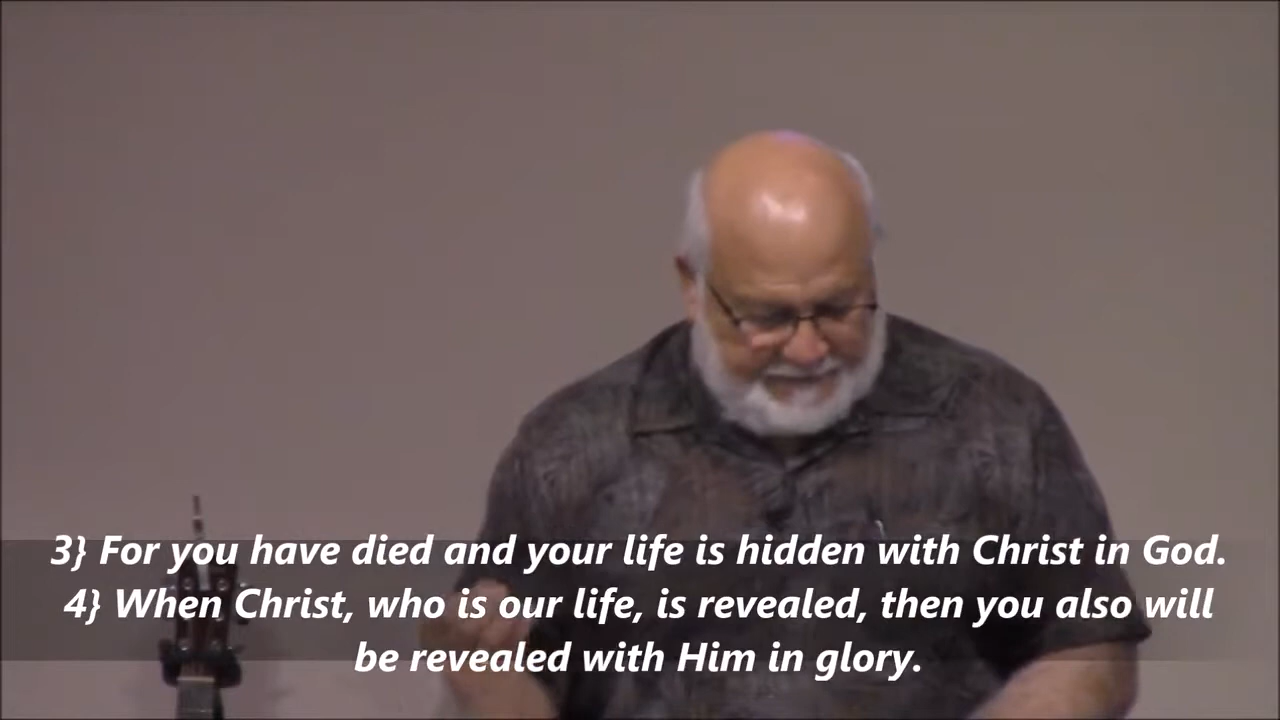 3} For you have died and your life is hidden with Christ in God.
4} When Christ, who is our life, is revealed, then you also will
be revealed with Him in glory.